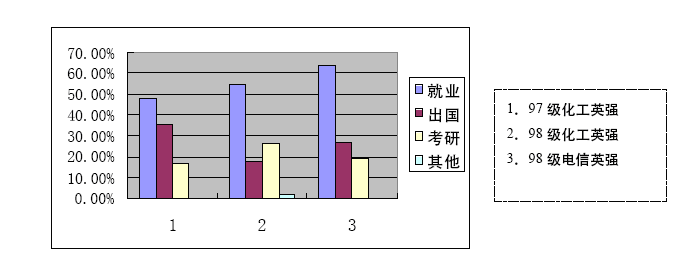 70.00%
60.00%
50.00%
40.00%
30.00%
20.00%
10.00%
0.00%
1
2
3
就业
出国
考研
其他
1. 97 级化工英强
2. 98 级化工英强
3. 98 级电信英强